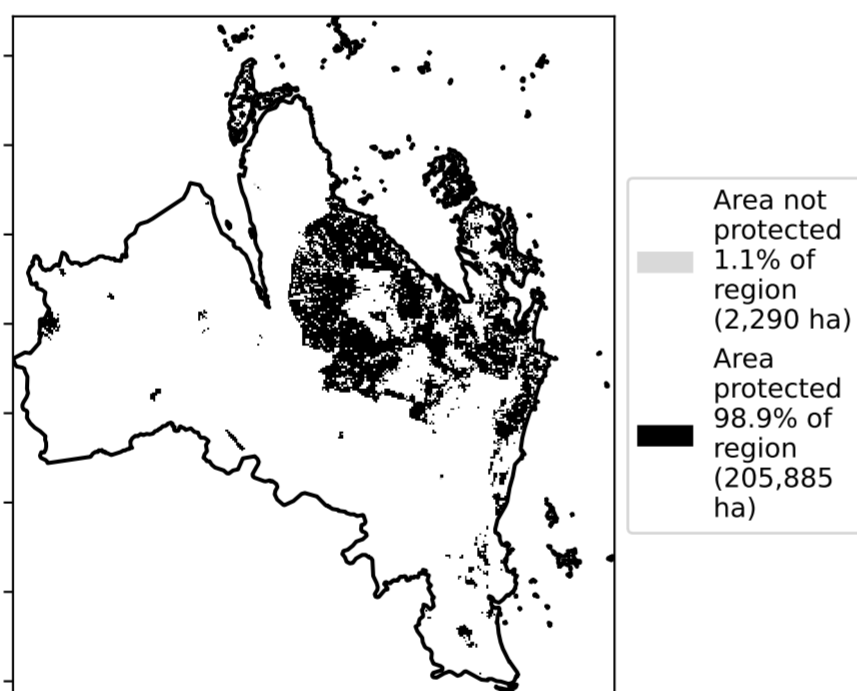 Area not
protected
1.1% of
region
(2,290 ha)
Area
protected
98.9% of
region
(205,885
ha)